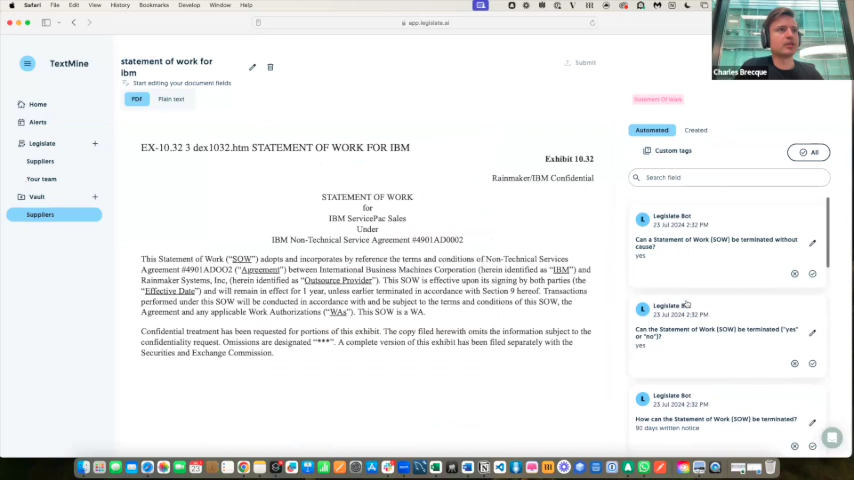 Safari File Edit View History Bookmarks Develop Window Help
app.legislate.ai
TextMine
Home
Alerts
Legislate
Suppliers
Your team
Vault
Suppliers
statement of work for
ibm
Start editing your document fields
Submit
PDF
Plain text
EX-10.32 3 dex1032.htm STATEMENT OF WORK FOR IBM
Exhibit 10.32
Rainmaker/IBM Confidential
STATEMENT OF WORK
for
IBM ServicePac Sales
Under
IBM Non-Technical Service Agreement #4901AD0002
This Statement of Work ("SOW") adopts and incorporates by reference the terms and conditions of Non-Technical Services
Agreement #4901ADOO2 ("Agreement") between International Business Machines Corporation (herein identified as "IBM") and
Rainmaker Systems, Inc, (herein identified as "Outsource Provider"). This SOW is effective upon its signing by both parties (the
"Effective Date") and will remain in effect for 1 year, unless earlier terminated in accordance with Section 9 hereof. Transactions
performed under this SOW will be conducted in accordance with and be subject to the terms and conditions of this SOW, the
Agreement and any applicable Work Authorizations ("WAs"). This SOW is a WA.
Confidential treatment has been requested for portions of this exhibit. The copy filed herewith omits the information subject to the
confidentiality request. Omissions are designated "***". A complete version of this exhibit has been filed separately with the
Securities and Exchange Commission.
Charles Brecque
Statement Of Work
Automated
Created
Custom tags
All
Search field
L
Legislate Bot
23 Jul 2024 2:32 PM
Can a Statement of Work (SOW) be terminated without
cause?
yes
L
Legislate Bot
23 Jul 2024 2:32 PM
Can the Statement of Work (SOW) be terminated ("yes"
or "no")?
yes
L
Legislate Bot
23 Jul 2024 2:32 PM
How can the Statement of Work (SOW) be terminated?
90 days written notice